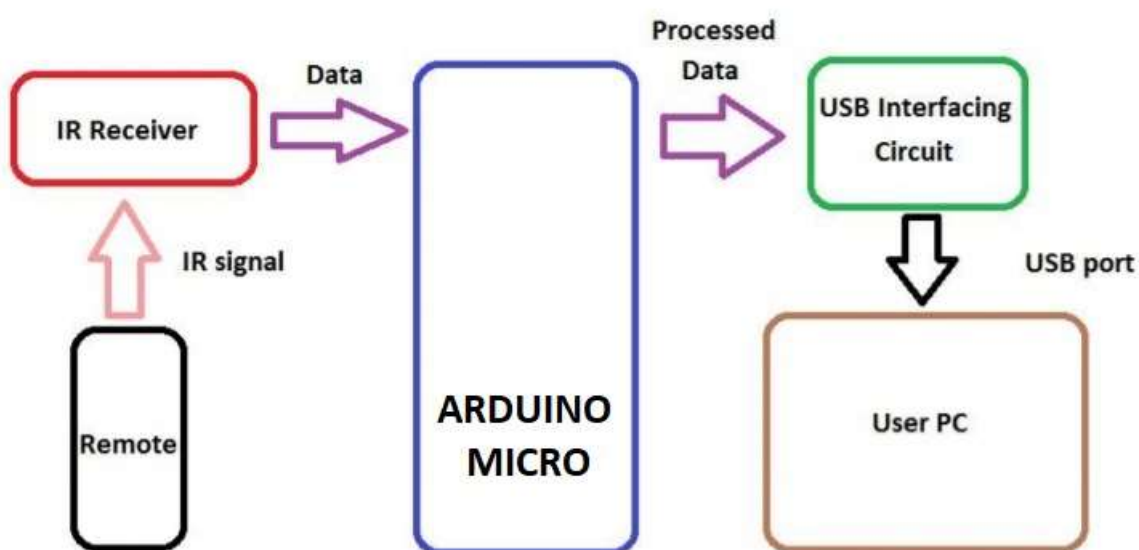 Processed
Data
Data
IR Receiver
USB Interfacing
Circuit
IR signal
USB port
ARDUINO
MICRO
Remote
User PC